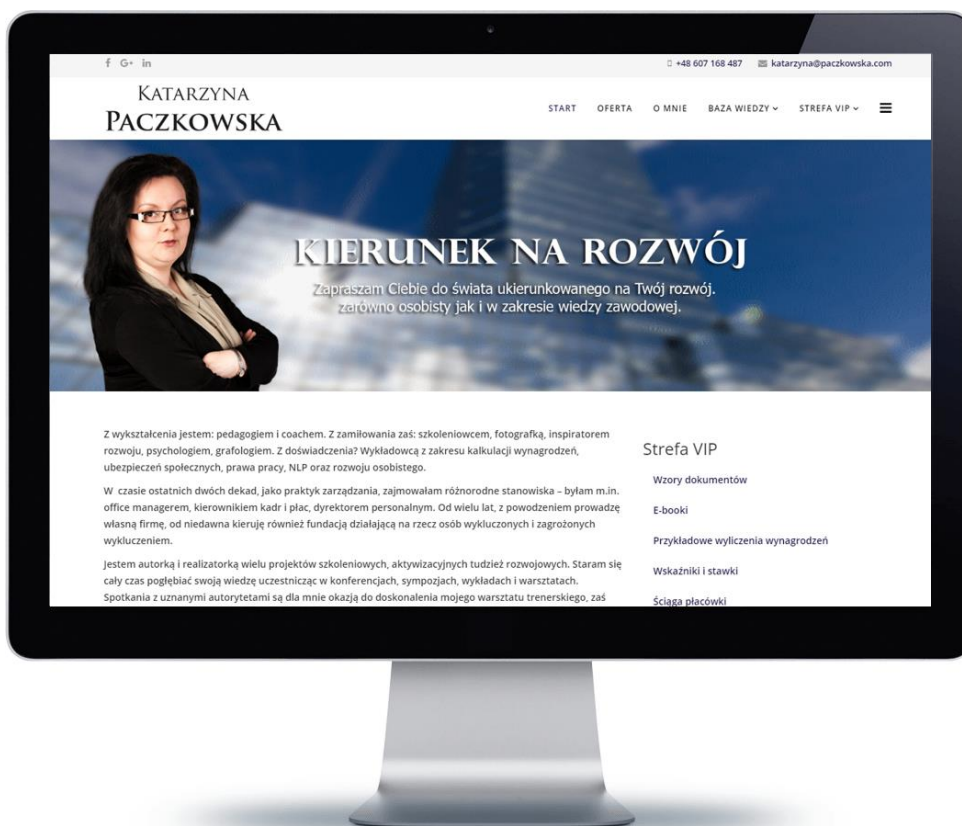 +48 607 168 487 katarzyna@paczkowska.com
KATARZYNA
PACZKOWSKA
START OFERTA O MNIE BAZA WIEDZY STREFA VIP
KIERUNEK NA ROZWÓJ
Zapraszam Ciebie do świata ukierunkowanego na Twój rozwój.
zarówno osobisty jak i w zakresie wiedzy zawodowej.
Z wykształcenia jestem: pedagogiem i coachem. Z zamiłowania zaś: szkoleniowcem, fotografką, inspiratorem
rozwoju, psychologiem, grafologiem. Z doświadczenia? Wykładowcą z zakresu kalkulacji wynagrodzeń,
ubezpieczeń społecznych, prawa pracy, NLP oraz rozwoju osobistego.
W czasie ostatnich dwóch dekad, jako praktyk zarządzania, zajmowałam różnorodne stanowiska – byłam m.in.
office managerem, kierownikiem kadr i płac, dyrektorem personalnym. Od wielu lat, z powodzeniem prowadzę
własną firmę, od niedawna kieruję również fundacją działającą na rzecz osób wykluczonych i zagrożonych
wykluczeniem.
Jestem autorką i realizatorką wielu projektów szkoleniowych, aktywizacyjnych tudzież rozwojowych. Staram się
cały czas pogłębiać swoją wiedzę uczestnicząc w konferencjach, sympozjach, wykładach i warsztatach.
Spotkania z uznanymi autorytetami są dla mnie okazją do doskonalenia mojego warsztatu trenerskiego, zaś
Strefa VIP
Wzory dokumentów
E-booki
Przykładowe wyliczenia wynagrodzeń
Wskaźniki i stawki
Ściąga płacówki